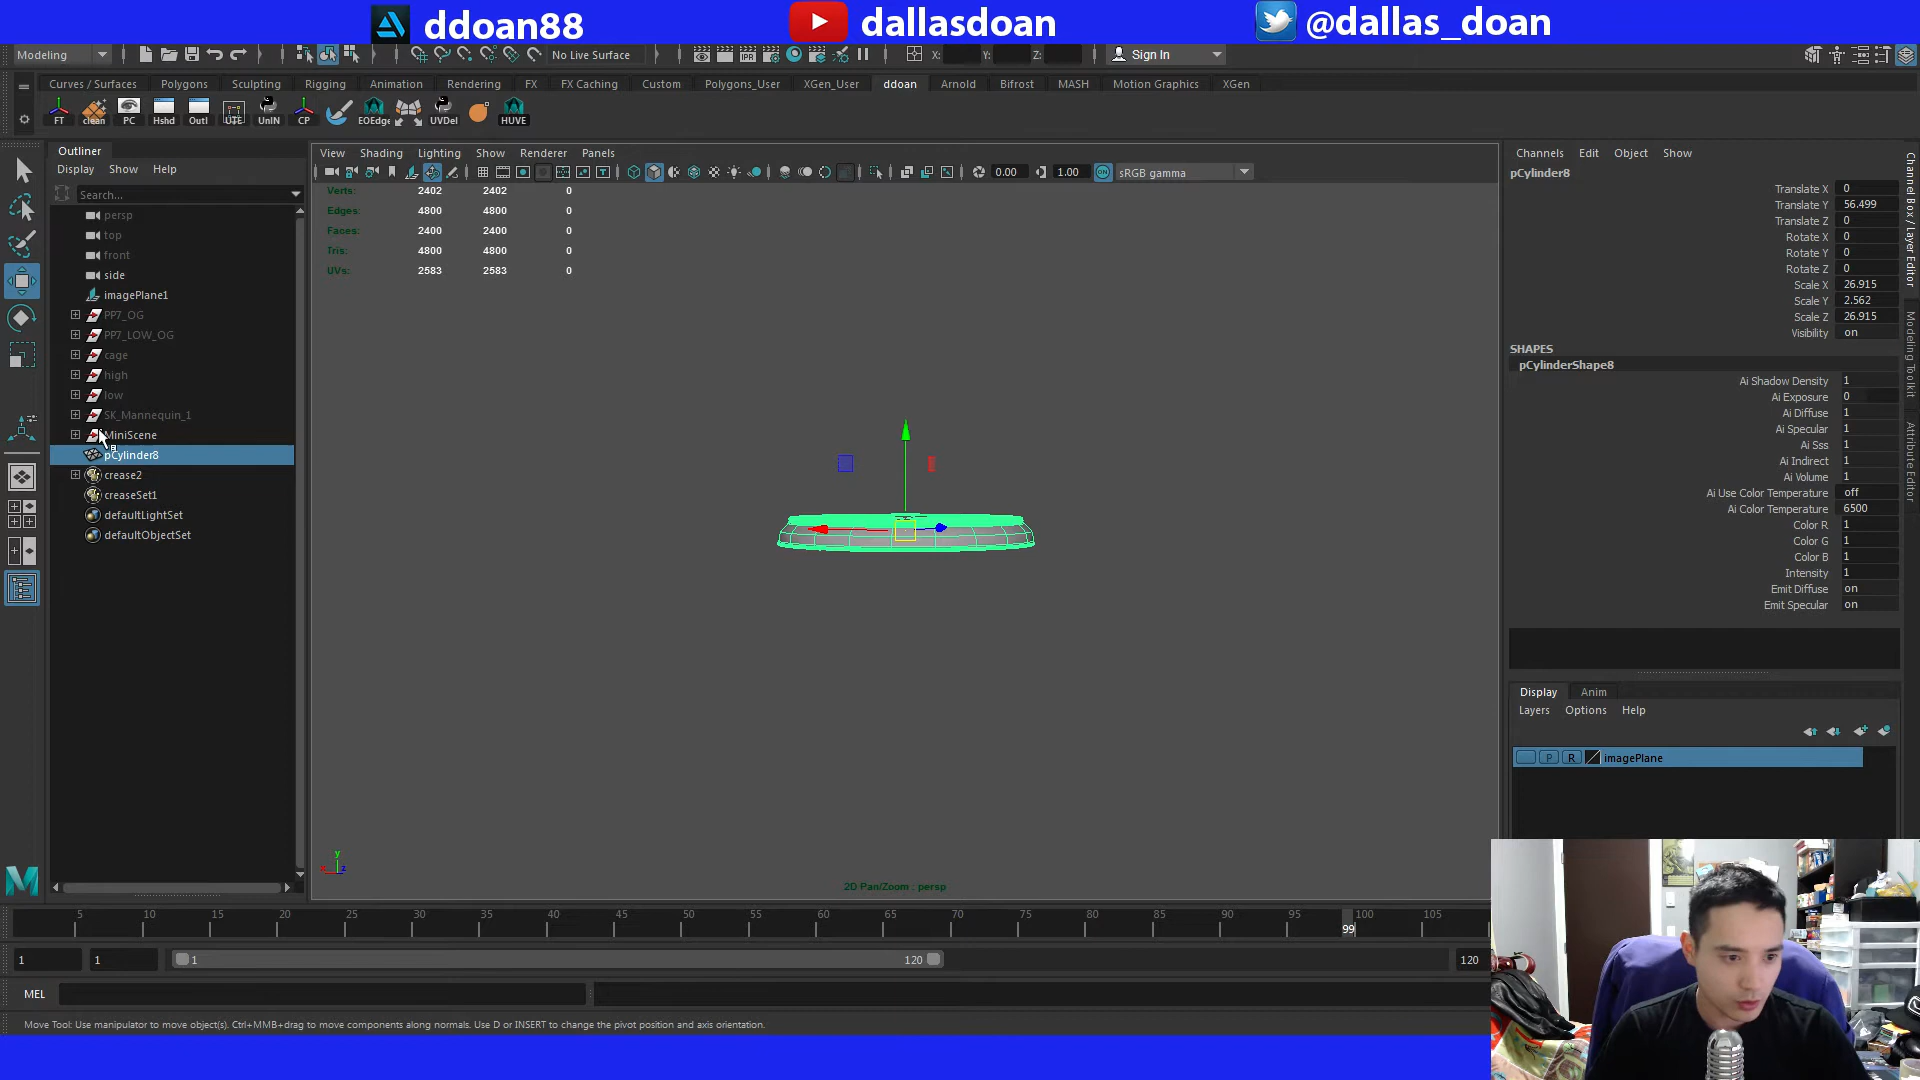 ddoan88
dallasdoan
@dallas_doan
Modeling
No Live Surface
X:
Y:
Z:
Sign In
Curves / Surfaces
Polygons
Sculpting
Rigging
Animation
Rendering
FX
FX Caching
Custom
Polygons_User
XGen_User
ddoan
Arnold
Bifrost
MASH
Motion Graphics
XGen
FT
clean
PC
Hshd
Outl
UTE
UnIN
CP
EOEdge
UVDel
HUVE
Outliner
Display
Show
Help
Search...
persp
top
front
side
imagePlane1
PP7_OG
PP7_LOW_OG
cage
high
low
SK_Mannequin_1
MiniScene
pCylinder8
crease2
creaseSet1
defaultLightSet
defaultObjectSet
View
Shading
Lighting
Show
Renderer
Panels
0.00
1.00
ON
sRGB gamma
Verts: 2402 2402 0
Edges: 4800 4800 0
Faces: 2400 2400 0
Tris: 4800 4800 0
UVs: 2583 2583 0
y
x
z
2D Pan/Zoom : persp
Channels
Edit
Object
Show
pCylinder8
Translate X 0
Translate Y 56.499
Translate Z 0
Rotate X 0
Rotate Y 0
Rotate Z 0
Scale X 26.915
Scale Y 2.562
Scale Z 26.915
Visibility on
SHAPES
pCylinderShape8
Ai Shadow Density 1
Ai Exposure 0
Ai Diffuse 1
Ai Specular 1
Ai Sss 1
Ai Indirect 1
Ai Volume 1
Ai Use Color Temperature off
Ai Color Temperature 6500
Color R 1
Color G 1
Color B 1
Intensity 1
Emit Diffuse on
Emit Specular on
Channel Box / Layer Editor
Modeling Toolkit
Attribute Editor
Display
Anim
Layers
Options
Help
P
R
imagePlane
5 10 15 20 25 30 35 40 45 50 55 60 65 70 75 80 85 90 95 100 105
99
1
1
1
120
120
MEL
Move Tool: Use manipulator to move object(s). Ctrl+MMB+drag to move components along normals. Use D or INSERT to change the pivot position and axis orientation.